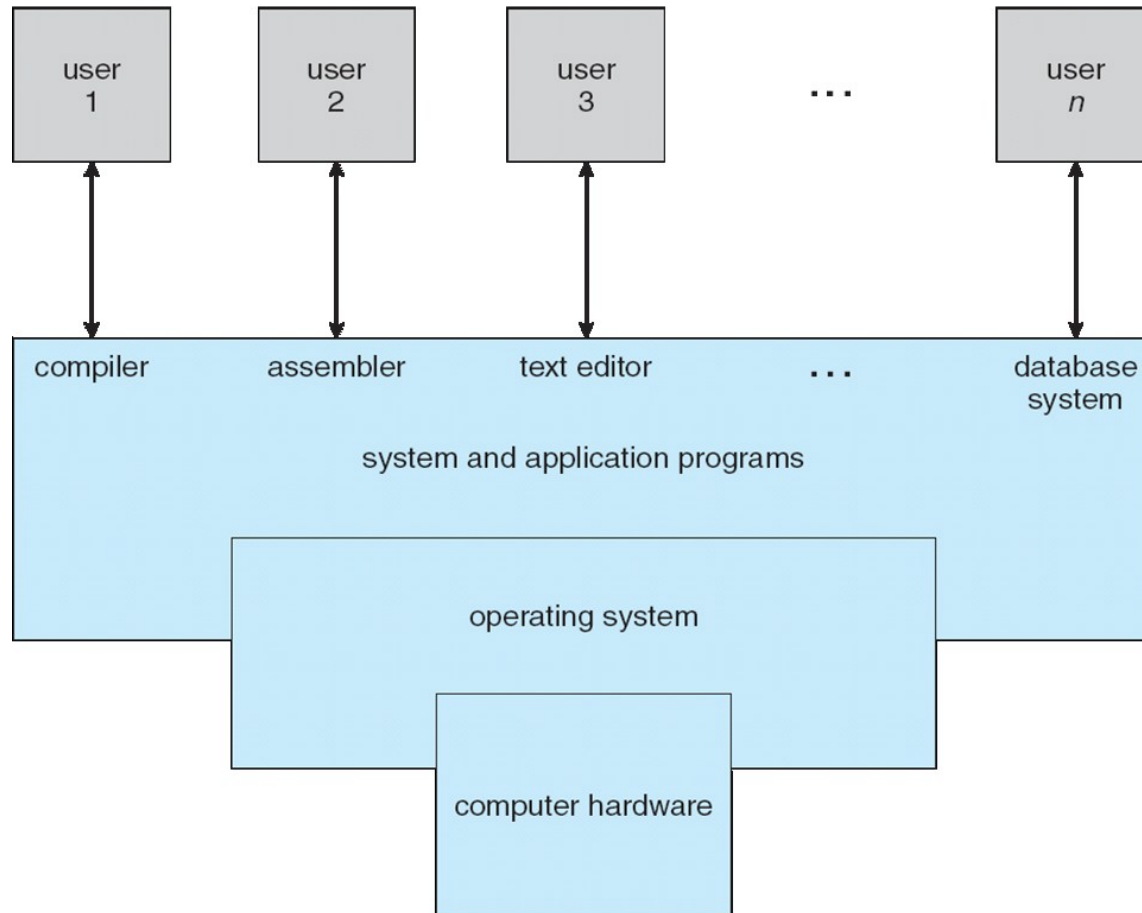 user
1
user
2
user
3
...
user
n
compiler
assembler
text editor
...
database
system
system and application programs
operating system
computer hardware